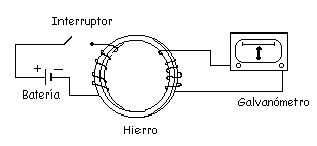 Interruptor
+ −
Batería
Galvanómetro
Hierro